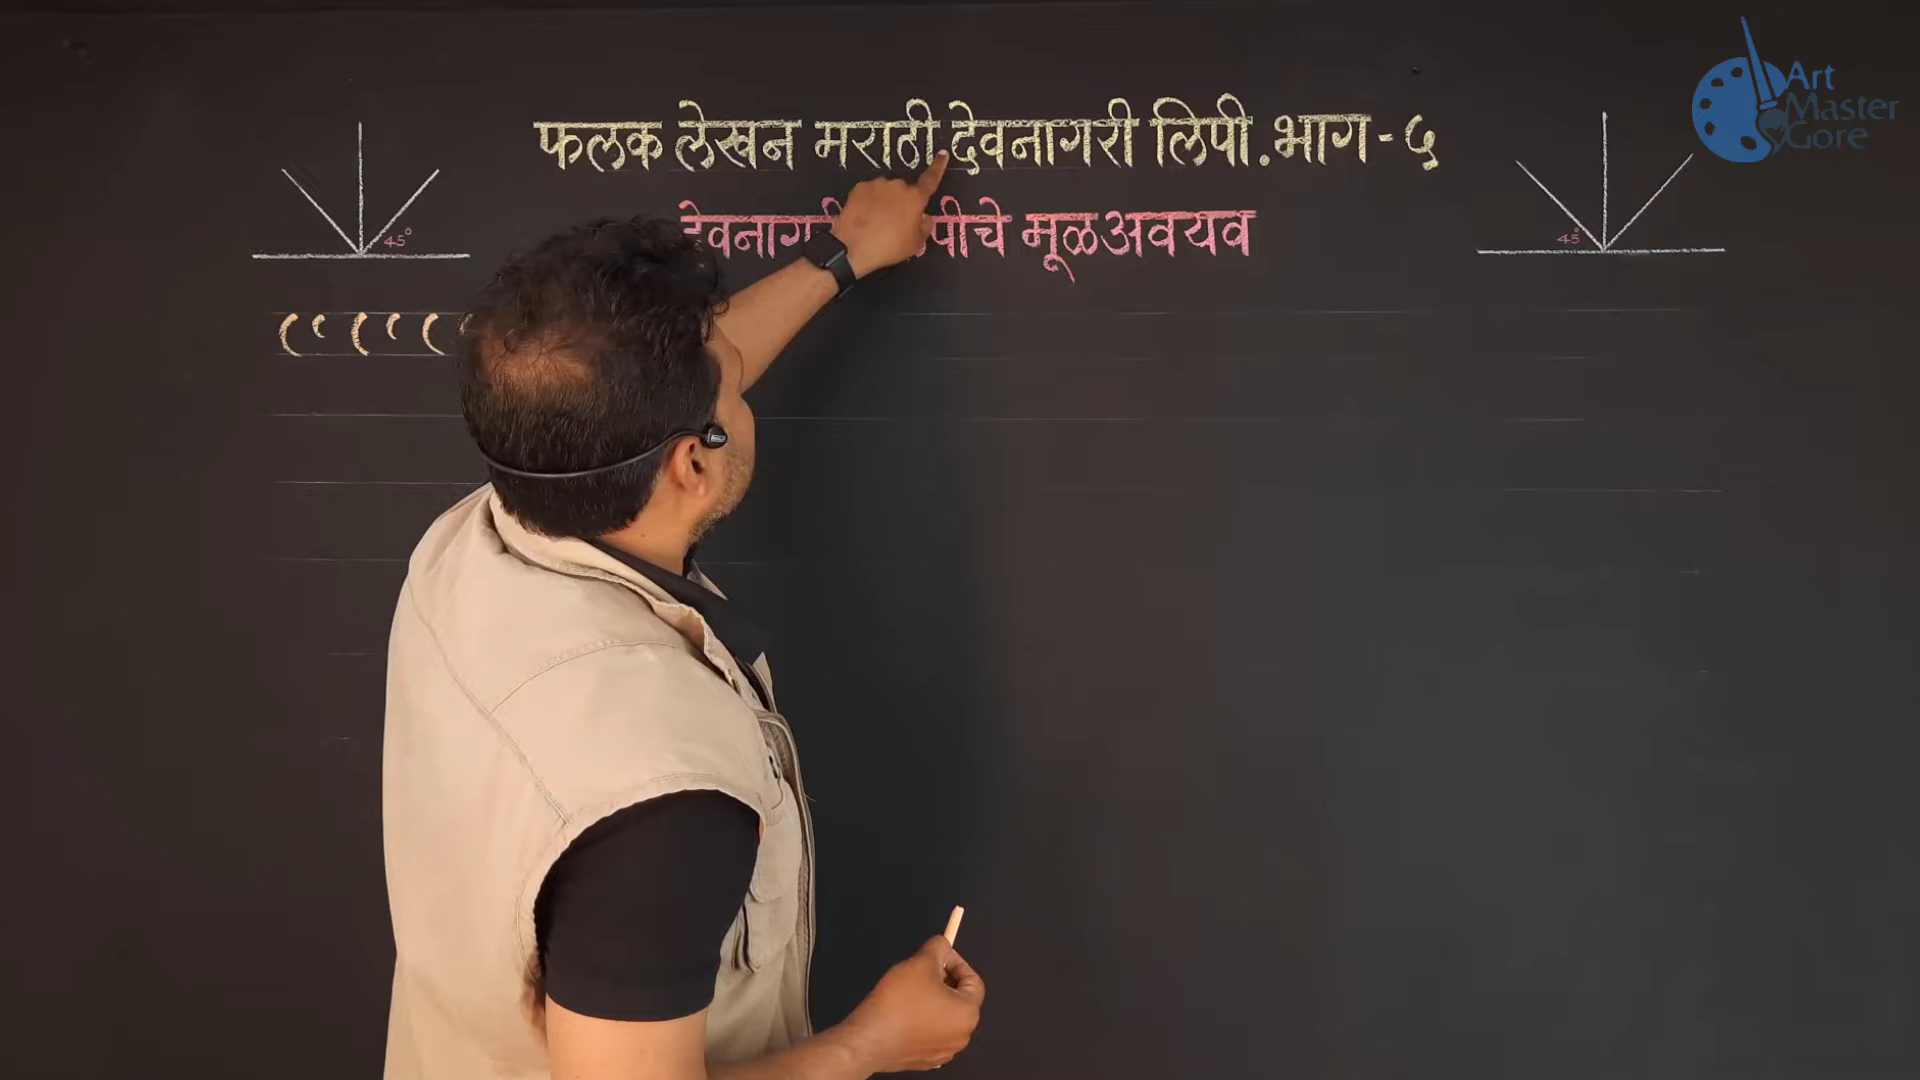 फलक लेखन मराठी देवनागरी लिपी. भाग - ५
मूळअवयव
45°
45°
Art
Master
Gore